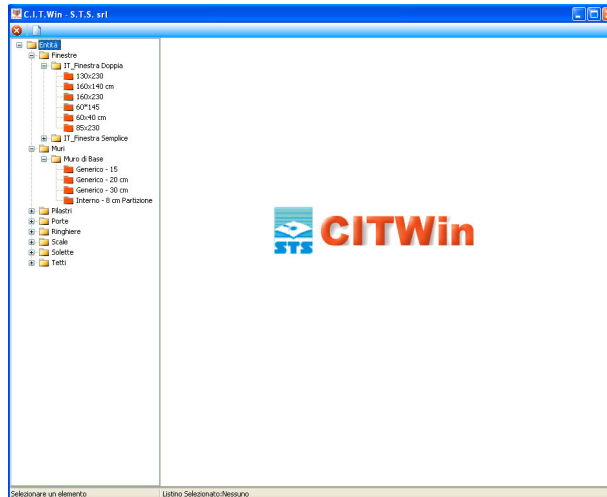 C.I.T.Win - S.T.S. srl
Entità
Finestre
IT_Finestra Doppia
130x230
160x140 cm
160x230
60*145
60x40 cm
85x230
IT_Finestra Semplice
Muri
Muro di Base
Generico - 15
Generico - 20 cm
Generico - 30 cm
Interno - 8 cm Partizione
Pilastri
Porte
Ringhiere
Scale
Solette
Tetti
STS CITWin
Selezionare un elemento
Listino Selezionato:Nessuno